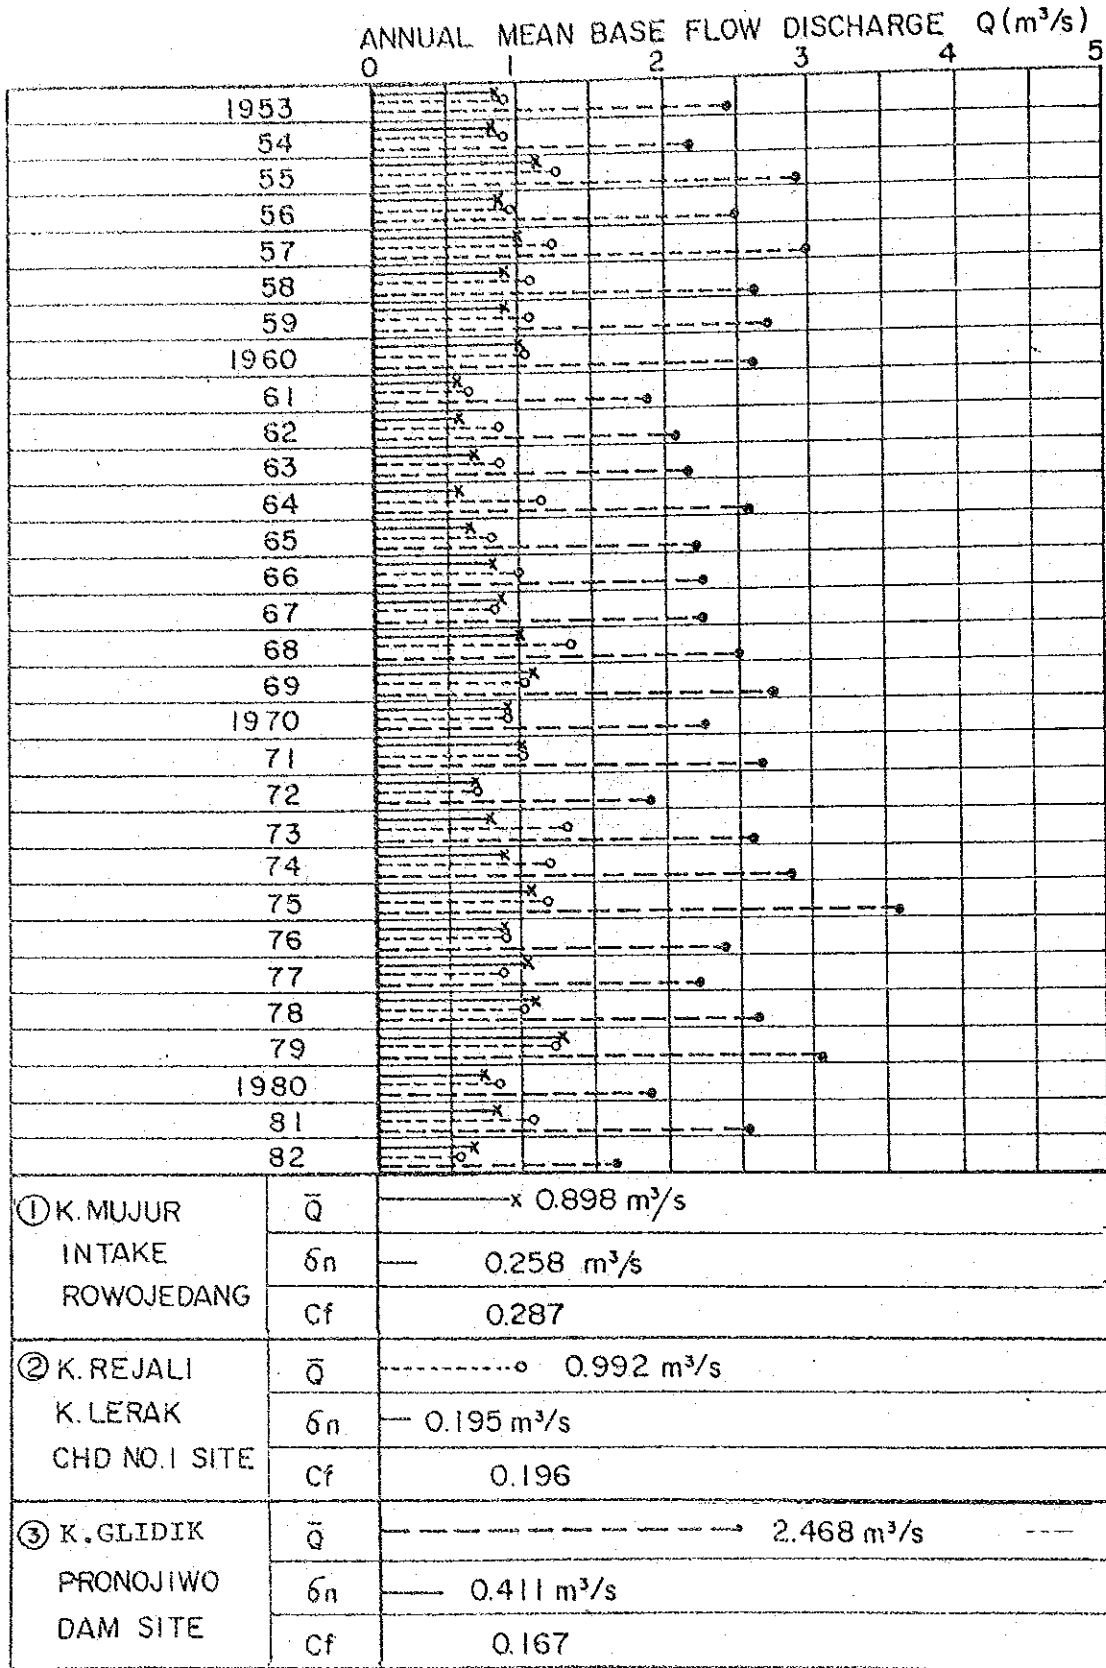 ANNUAL MEAN BASE FLOW DISCHARGE Q(m³/s)
0 1 2 3 4 5
1953
54
55
56
57
58
59
1960
61
62
63
64
65
66
67
68
69
1970
71
72
73
74
75
76
77
78
79
1980
81
82
① K. MUJUR
INTAKE
ROWOJEDANG
Q̄ 0.898 m³/s
δn 0.258 m³/s
Cf 0.287
② K. REJALI
K. LERAK
CHD NO.1 SITE
Q̄ 0.992 m³/s
δn 0.195 m³/s
Cf 0.196
③ K. GLIDIK
PRONOJIWO
DAM SITE
Q̄ 2.468 m³/s
δn 0.411 m³/s
Cf 0.167